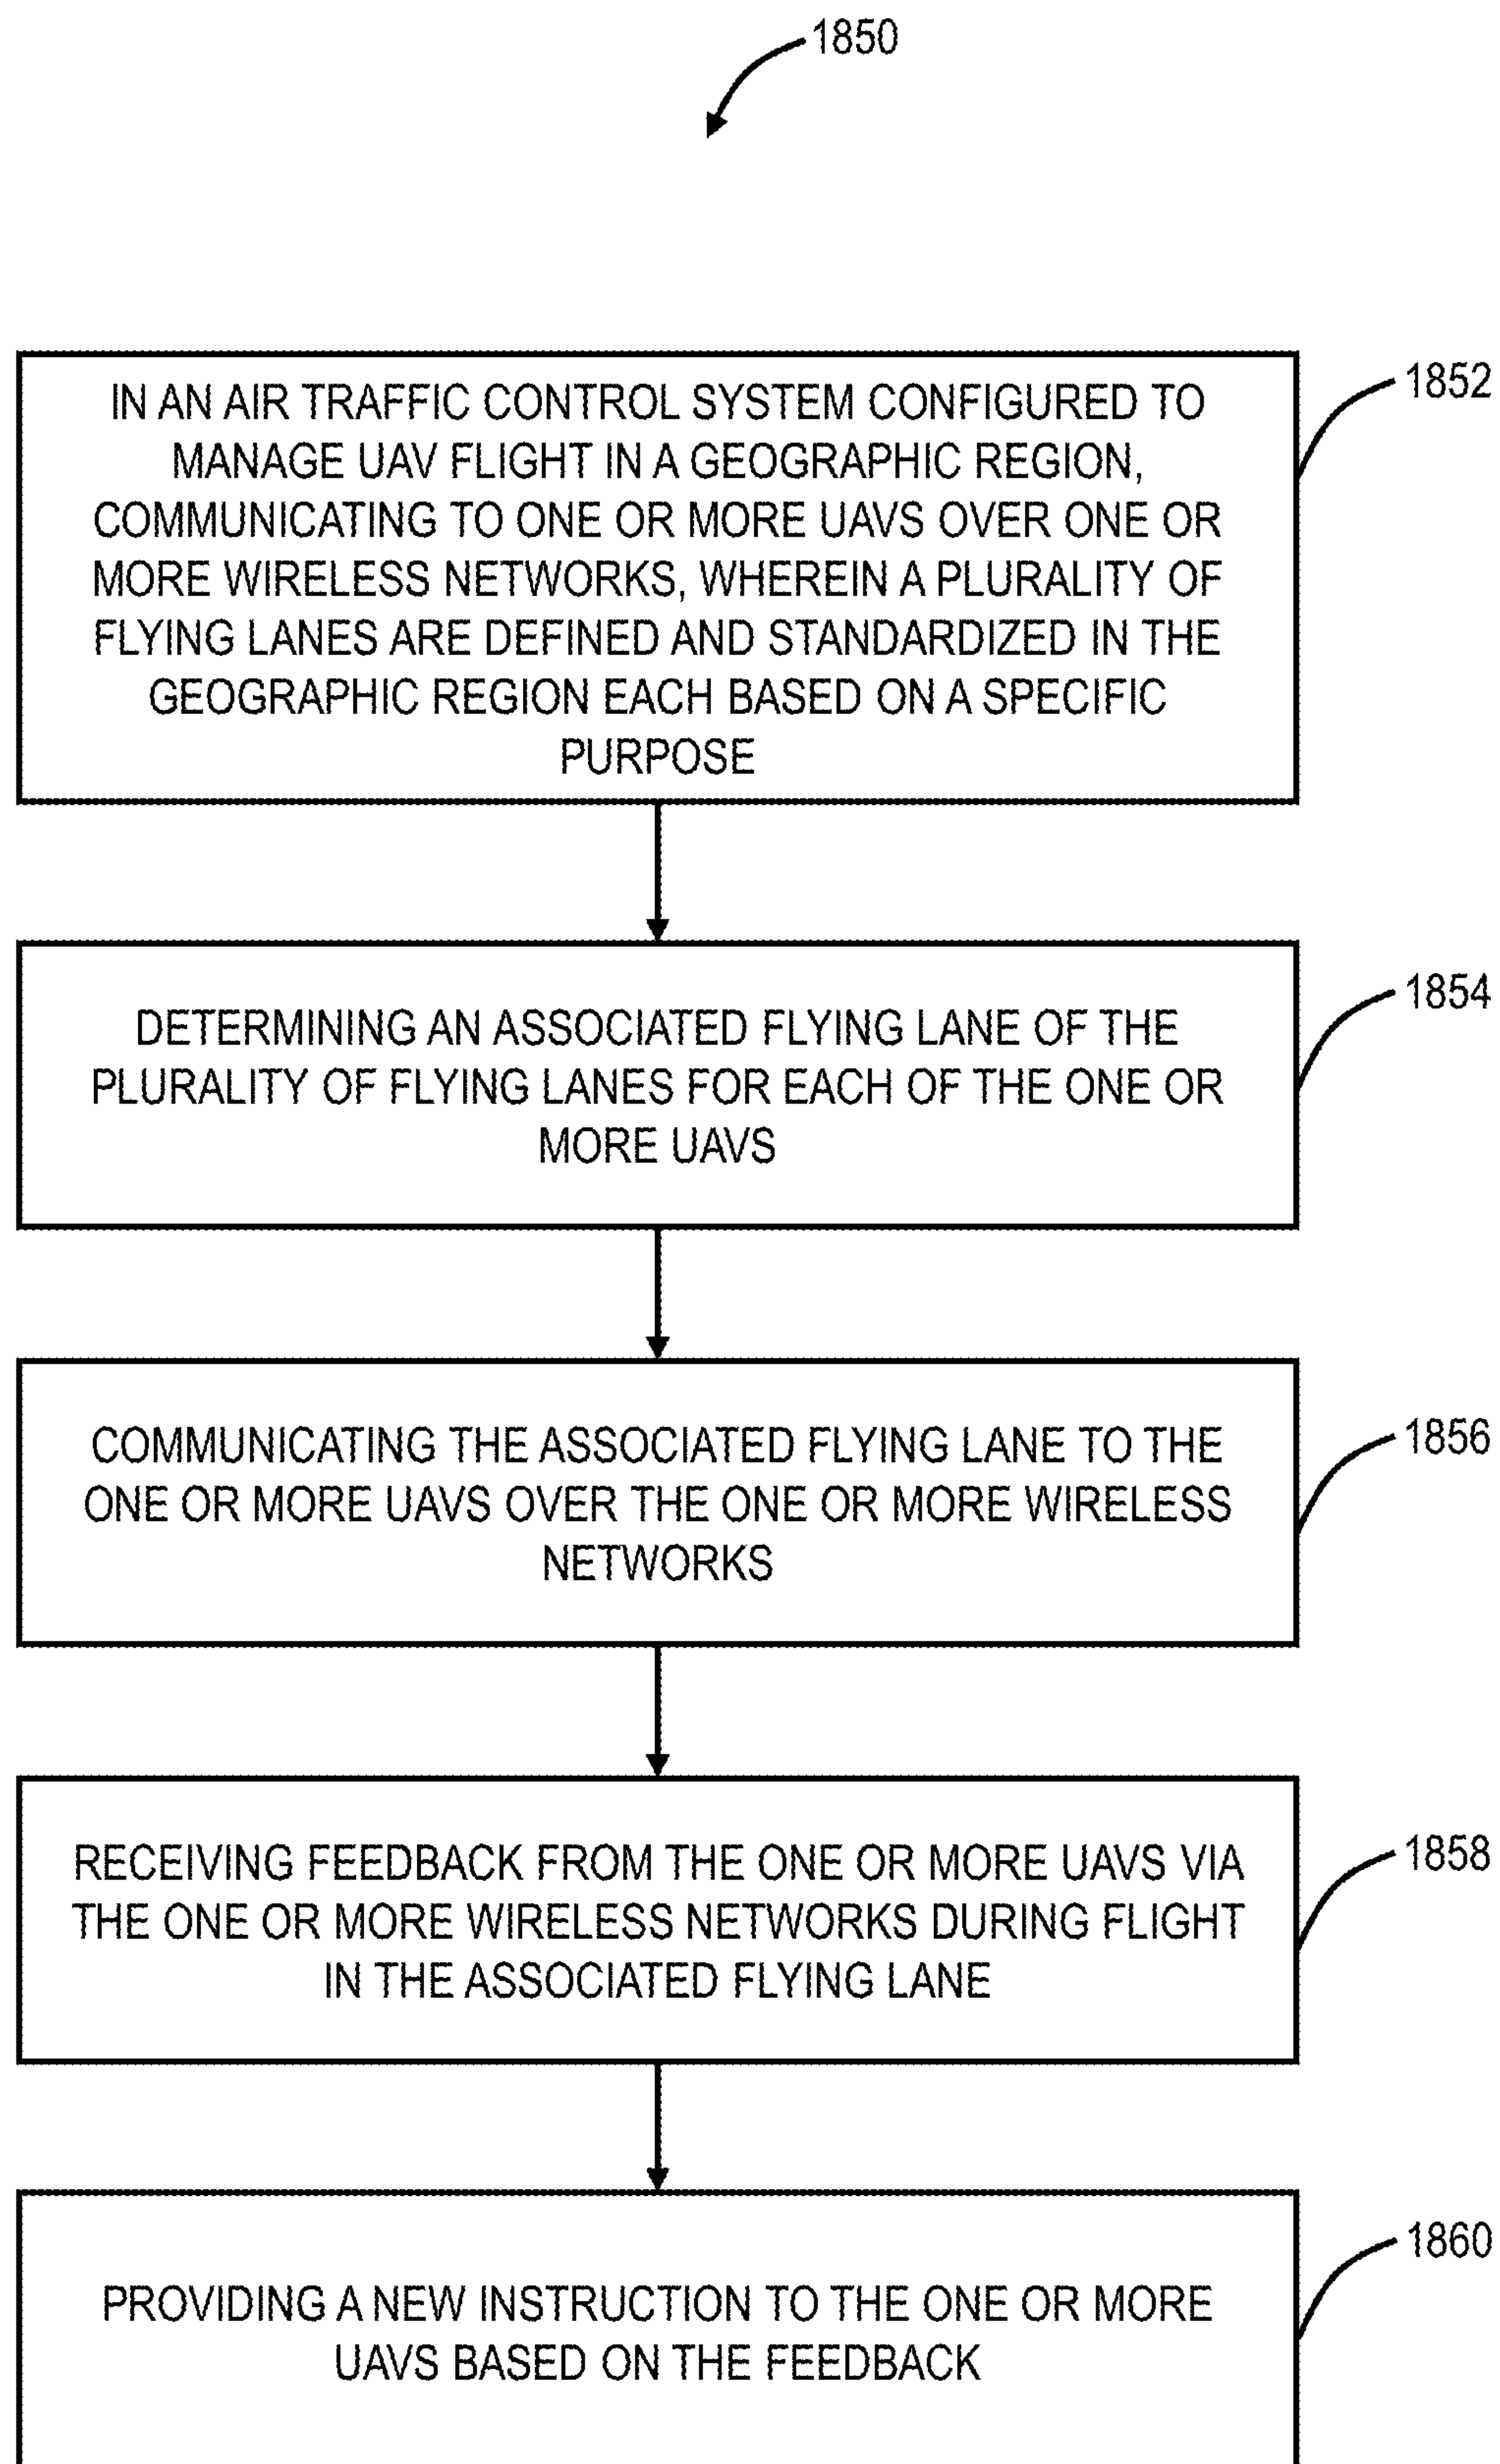 1850
IN AN AIR TRAFFIC CONTROL SYSTEM CONFIGURED TO
MANAGE UAV FLIGHT IN A GEOGRAPHIC REGION,
COMMUNICATING TO ONE OR MORE UAVS OVER ONE OR
MORE WIRELESS NETWORKS, WHEREIN A PLURALITY OF
FLYING LANES ARE DEFINED AND STANDARDIZED IN THE
GEOGRAPHIC REGION EACH BASED ON A SPECIFIC
PURPOSE
1852
DETERMINING AN ASSOCIATED FLYING LANE OF THE
PLURALITY OF FLYING LANES FOR EACH OF THE ONE OR
MORE UAVS
1854
COMMUNICATING THE ASSOCIATED FLYING LANE TO THE
ONE OR MORE UAVS OVER THE ONE OR MORE WIRELESS
NETWORKS
1856
RECEIVING FEEDBACK FROM THE ONE OR MORE UAVS VIA
THE ONE OR MORE WIRELESS NETWORKS DURING FLIGHT
IN THE ASSOCIATED FLYING LANE
1858
PROVIDING A NEW INSTRUCTION TO THE ONE OR MORE
UAVS BASED ON THE FEEDBACK
1860